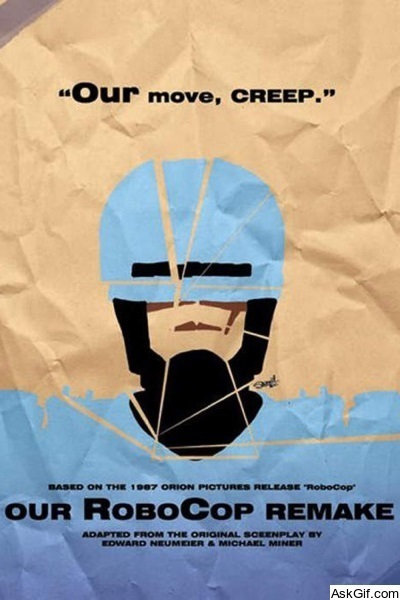 “Our move, CREEP.”
BASED ON THE 1987 ORION PICTURES RELEASE "RoboCop"
OUR ROBOCOP REMAKE
ADAPTED FROM THE ORIGINAL SCEENPLAY BY
EDWARD NEUMEIER & MICHAEL MINER
AskGif.com